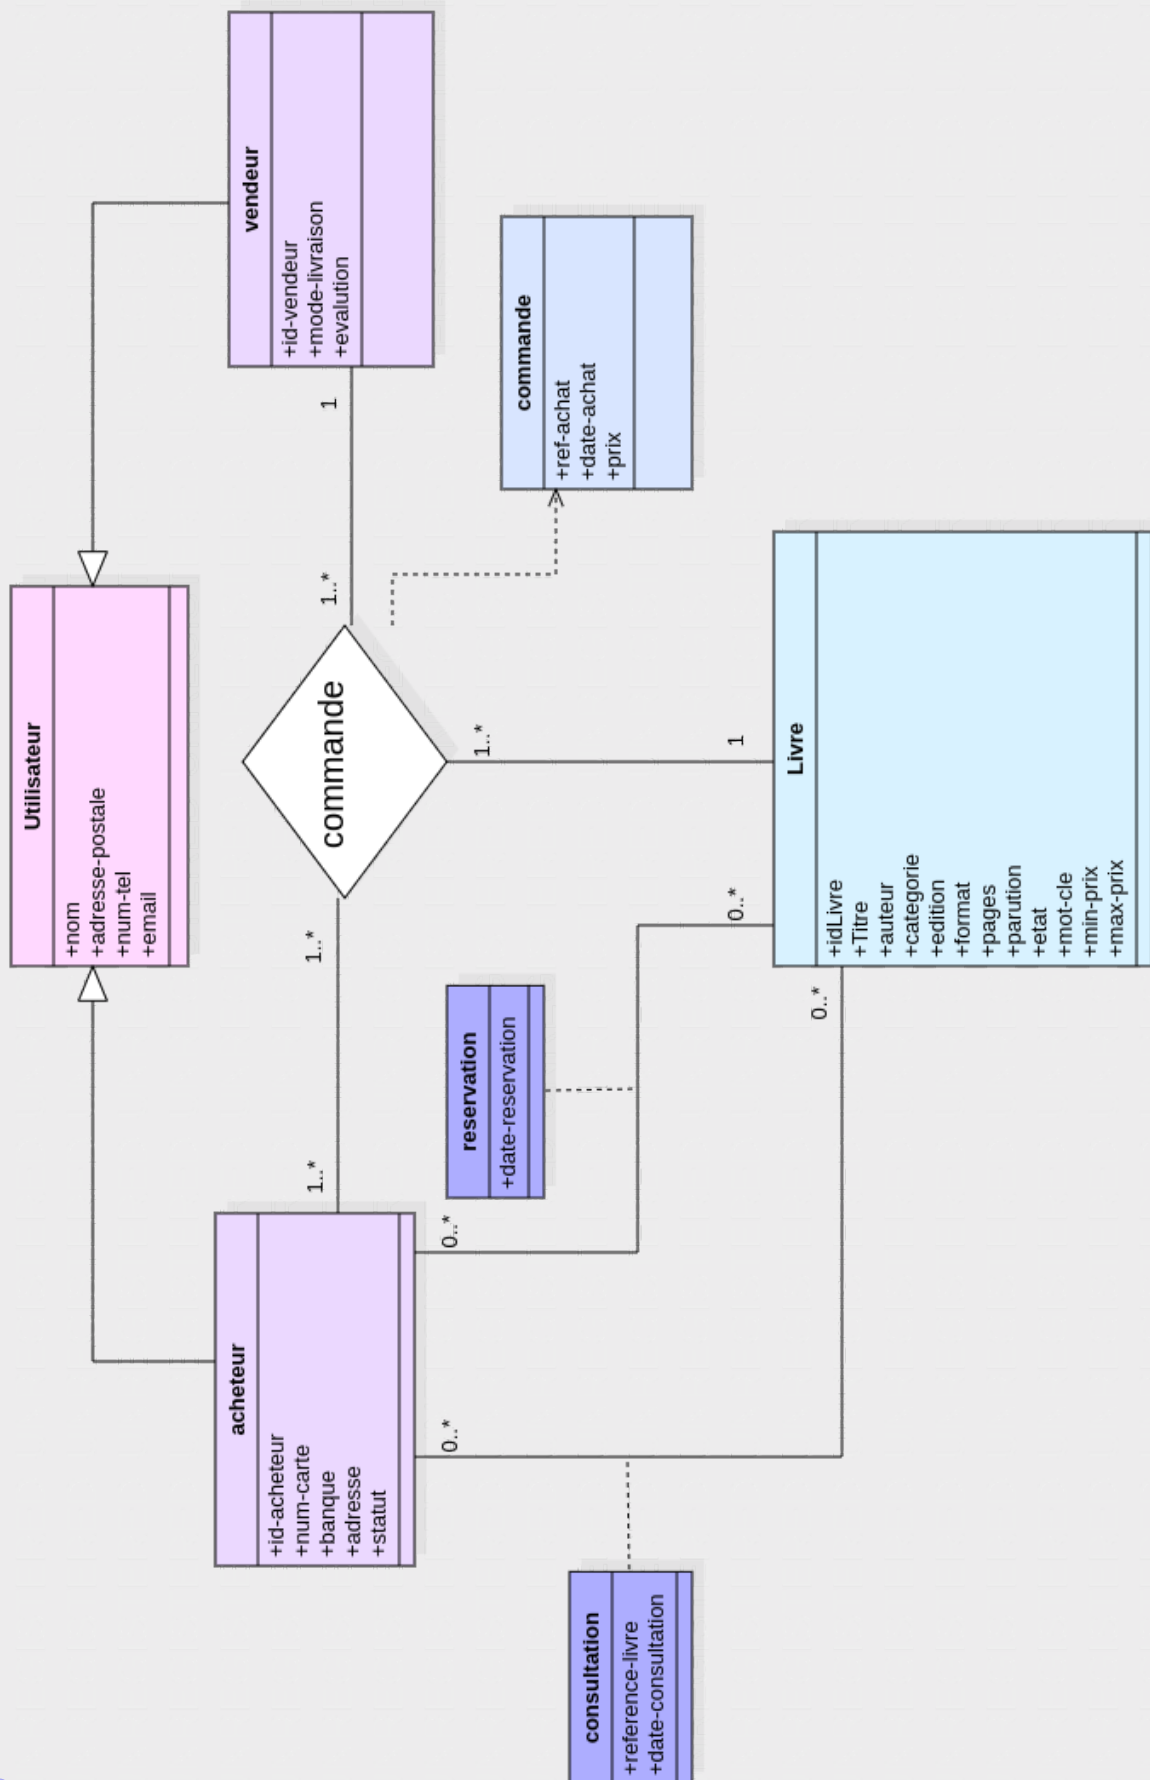 Utilisateur
+nom
+adresse-postale
+num-tel
+email
acheteur
+id-acheteur
+num-carte
+banque
+adresse
+statut
1..*
1..*
commande
1..*
1
vendeur
+id-vendeur
+mode-livraison
+evalution
0..*
0..*
reservation
+date-reservation
1..*
commande
+ref-achat
+date-achat
+prix
consultation
+reference-livre
+date-consultation
0..*
1
0..*
Livre
+idLivre
+Titre
+auteur
+categorie
+edition
+format
+pages
+parution
+etat
+mot-cle
+min-prix
+max-prix